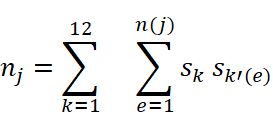 n_j = \sum_{k=1}^{12} \sum_{e=1}^{n(j)} s_k s_{k'(e)}